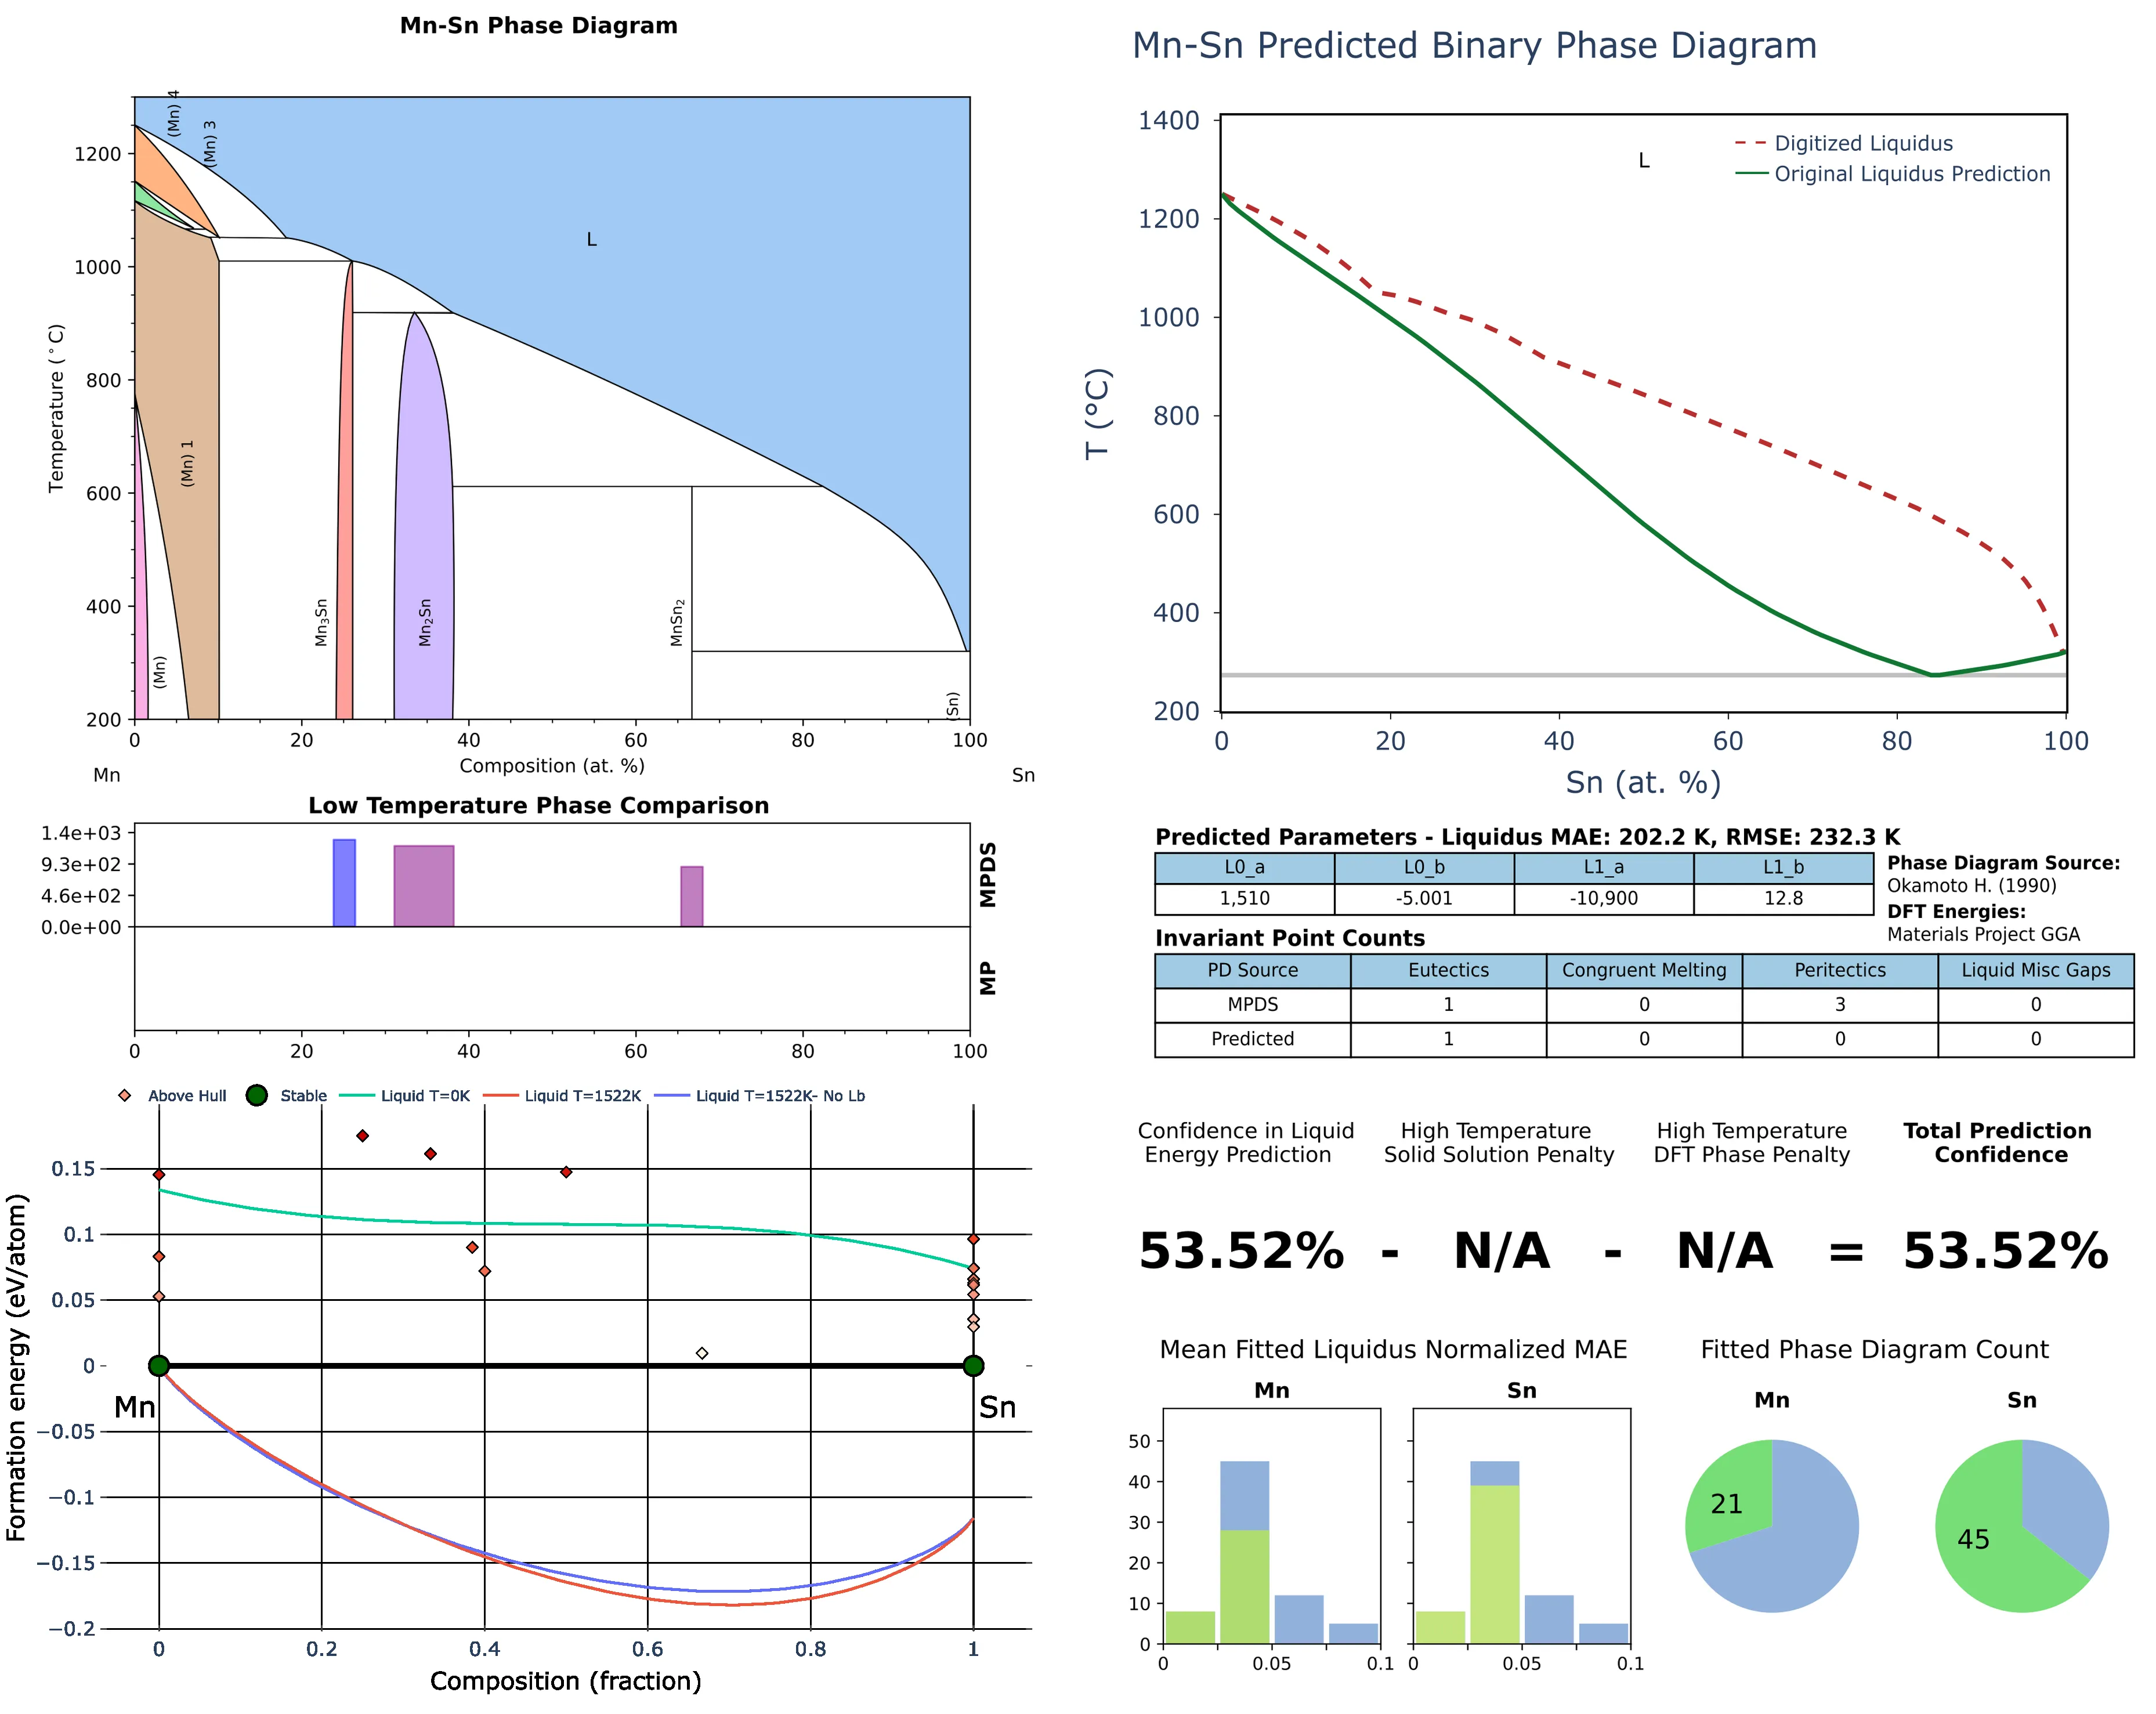 Mn-Sn Phase Diagram
1200
1000
800
600
400
200
Temperature (°C)
(Mn) 4
(Mn) 3
(Mn) 1
(Mn)
Mn3Sn
Mn2Sn
MnSn2
(Sn)
L
0 20 40 60 80 100
Composition (at. %)
Mn Sn
Low Temperature Phase Comparison
1.4e+03
9.3e+02
4.6e+02
0.0e+00
MPDS
MP
0 20 40 60 80 100
Above Hull Stable Liquid T=0K Liquid T=1522K Liquid T=1522K- No Lb
0.15
0.1
0.05
0
−0.05
−0.1
−0.15
−0.2
Formation energy (eV/atom)
Mn Sn
0 0.2 0.4 0.6 0.8 1
Composition (fraction)
Mn-Sn Predicted Binary Phase Diagram
1400
1200
1000
800
600
400
200
T (°C)
L
Digitized Liquidus
Original Liquidus Prediction
0 20 40 60 80 100
Sn (at. %)
Predicted Parameters - Liquidus MAE: 202.2 K, RMSE: 232.3 K
L0_a L0_b L1_a L1_b
1,510 -5.001 -10,900 12.8
Phase Diagram Source:
Okamoto H. (1990)
DFT Energies:
Materials Project GGA
Invariant Point Counts
PD Source Eutectics Congruent Melting Peritectics Liquid Misc Gaps
MPDS 1 0 3 0
Predicted 1 0 0 0
Confidence in Liquid
Energy Prediction
High Temperature
Solid Solution Penalty
High Temperature
DFT Phase Penalty
Total Prediction
Confidence
53.52% - N/A - N/A = 53.52%
Mean Fitted Liquidus Normalized MAE
Mn Sn
50
40
30
20
10
0
0 0.05 0.1
0 0.05 0.1
Fitted Phase Diagram Count
Mn Sn
21
45